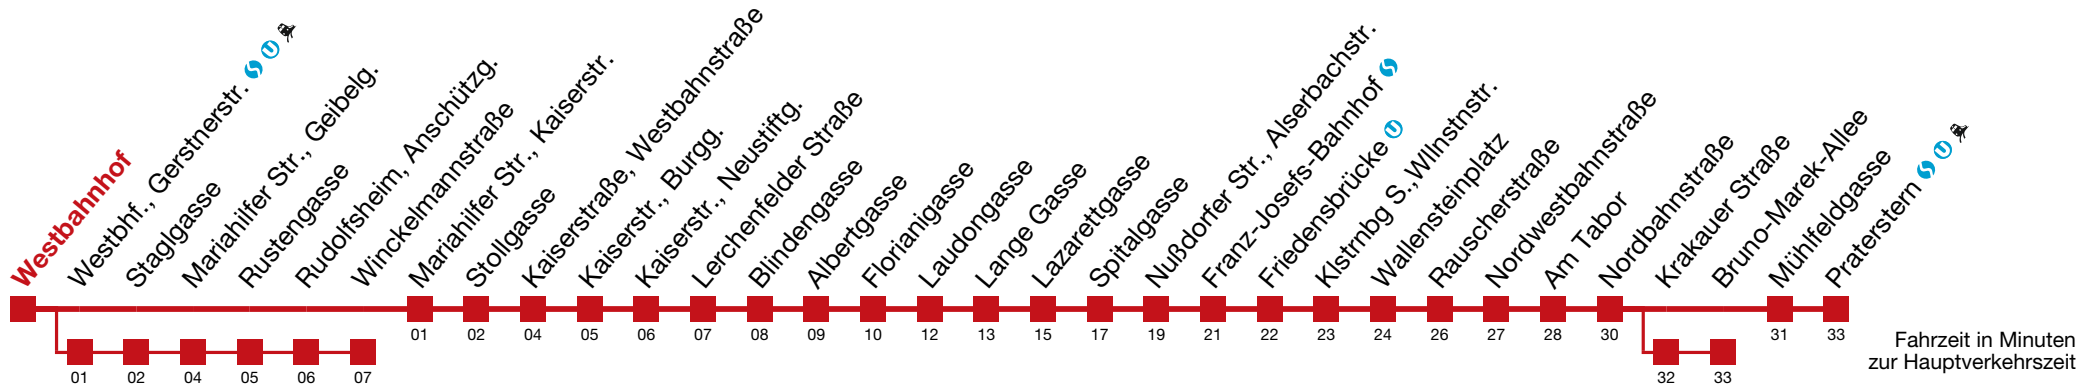 Westbahnhof
Westbhf., Gerstnerstr.
Staglgasse
Mariahilfer Str., Geibelg.
Rustengasse
Rudolfsheim, Anschützg.
Winckelmannstraße
Mariahilfer Str., Kaiserstr.
Stollgasse
Kaiserstraße, Westbahnstraße
Kaiserstr., Burgg.
Kaiserstr., Neustiftg.
Lerchenfelder Straße
Blindengasse
Albertgasse
Florianigasse
Laudongasse
Lange Gasse
Lazarettgasse
Spitalgasse
Nußdorfer Str., Alserbachstr.
Franz-Josefs-Bahnhof
Friedensbrücke
Klstrnbg S., Wllnstnstr.
Wallensteinplatz
Rauscherstraße
Nordwestbahnstraße
Am Tabor
Nordbahnstraße
Krakauer Straße
Bruno-Marek-Allee
Mühlfeldgasse
Praterstern
01 02 04 05 06 07 08 09 10 12 13 15 17 19 21 22 23 24 26 27 28 30 31 33
01 02 04 05 06 07 32 33
Fahrzeit in Minuten
zur Hauptverkehrszeit